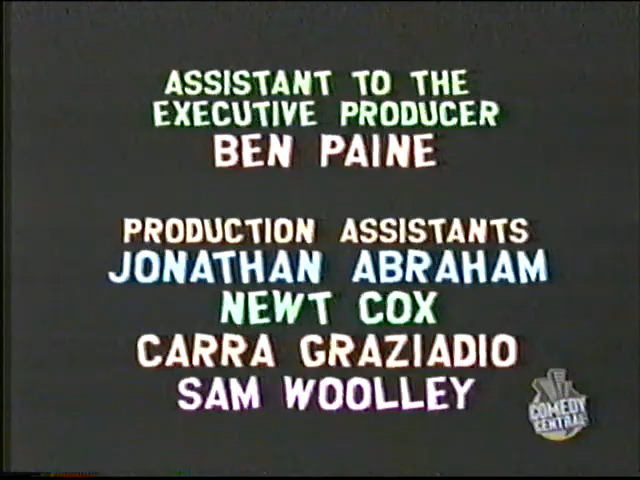 ASSISTANT TO THE
EXECUTIVE PRODUCER
BEN PAINE
PRODUCTION ASSISTANTS
JONATHAN ABRAHAM
NEWT COX
CARRA GRAZIADIO
SAM WOOLLEY
COMEDY
CENTRAL